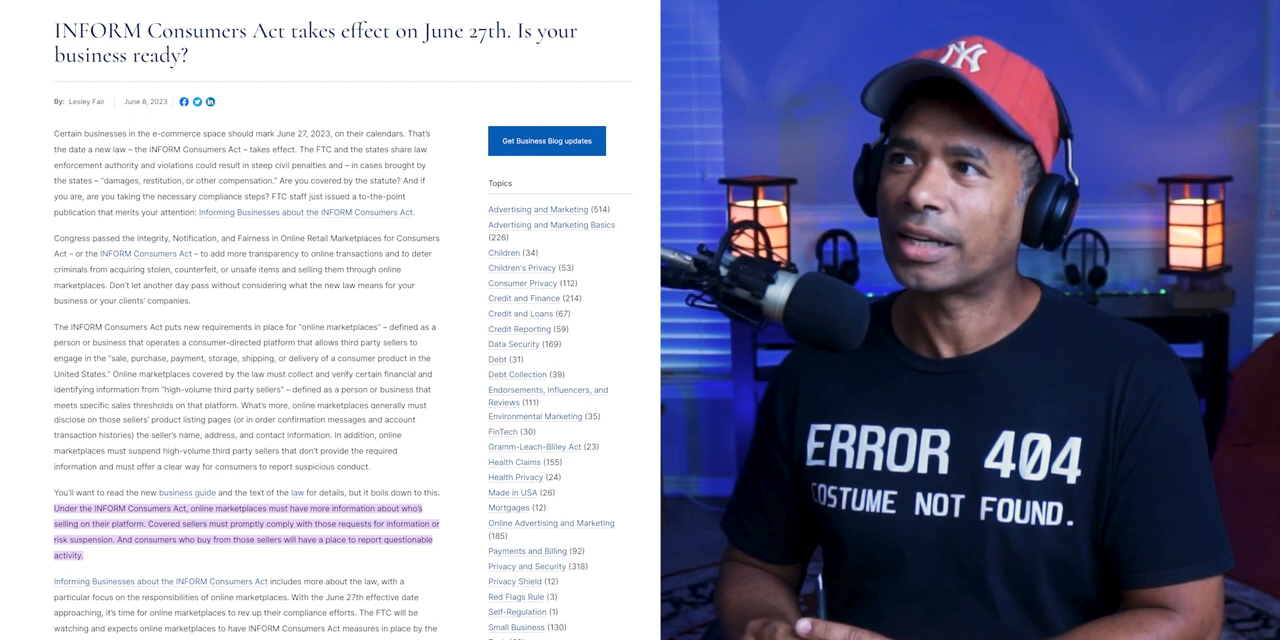 INFORM Consumers Act takes effect on June 27th. Is your
business ready?
By: Lesley Fair
June 8, 2023
Certain businesses in the e-commerce space should mark June 27, 2023, on their calendars. That's
the date a new law – the INFORM Consumers Act – takes effect. The FTC and the states share law
enforcement authority and violations could result in steep civil penalties and – in cases brought by
the states – "damages, restitution, or other compensation." Are you covered by the statute? And if
you are, are you taking the necessary compliance steps? FTC staff just issued a to-the-point
publication that merits your attention: Informing Businesses about the INFORM Consumers Act.
Congress passed the Integrity, Notification, and Fairness in Online Retail Marketplaces for Consumers
Act – or the INFORM Consumers Act – to add more transparency to online transactions and to deter
criminals from acquiring stolen, counterfeit, or unsafe items and selling them through online
marketplaces. Don't let another day pass without considering what the new law means for your
business or your clients' companies.
The INFORM Consumers Act puts new requirements in place for "online marketplaces" – defined as a
person or business that operates a consumer-directed platform that allows third party sellers to
engage in the "sale, purchase, payment, storage, shipping, or delivery of a consumer product in the
United States." Online marketplaces covered by the law must collect and verify certain financial and
identifying information from "high-volume third party sellers" – defined as a person or business that
meets specific sales thresholds on that platform. What's more, online marketplaces generally must
disclose on those sellers' product listing pages (or in order confirmation messages and account
transaction histories) the seller's name, address, and contact information. In addition, online
marketplaces must suspend high-volume third party sellers that don't provide the required
information and must offer a clear way for consumers to report suspicious conduct.
You'll want to read the new business guide and the text of the law for details, but it boils down to this.
Under the INFORM Consumers Act, online marketplaces must have more information about who's
selling on their platform. Covered sellers must promptly comply with those requests for information or
risk suspension. And consumers who buy from those sellers will have a place to report questionable
activity.
Informing Businesses about the INFORM Consumers Act includes more about the law, with a
particular focus on the responsibilities of online marketplaces. With the June 27th effective date
approaching, it's time for online marketplaces to rev up their compliance efforts. The FTC will be
watching and expects online marketplaces to have INFORM Consumers Act measures in place by the
Get Business Blog updates
Topics
Advertising and Marketing (514)
Advertising and Marketing Basics
(226)
Children (34)
Children's Privacy (53)
Consumer Privacy (112)
Credit and Finance (214)
Credit and Loans (67)
Credit Reporting (59)
Data Security (169)
Debt (31)
Debt Collection (39)
Endorsements, Influencers, and
Reviews (111)
Environmental Marketing (35)
FinTech (30)
Gramm-Leach-Bliley Act (23)
Health Claims (155)
Health Privacy (24)
Made in USA (26)
Mortgages (12)
Online Advertising and Marketing
(185)
Payments and Billing (92)
Privacy and Security (318)
Privacy Shield (12)
Red Flags Rule (3)
Self-Regulation (1)
Small Business (130)
NY
ERROR 404
COSTUME NOT FOUND.